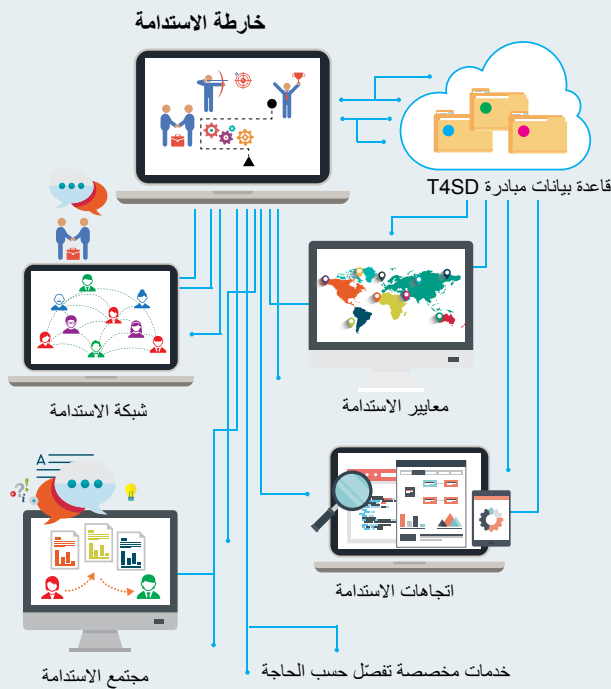 خارطة الاستدامة
قاعدة بيانات مبادرة T4SD
شبكة الاستدامة
معايير الاستدامة
A
?!
اتجاهات الاستدامة
خدمات مخصصة تفصّل حسب الحاجة
مجتمع الاستدامة